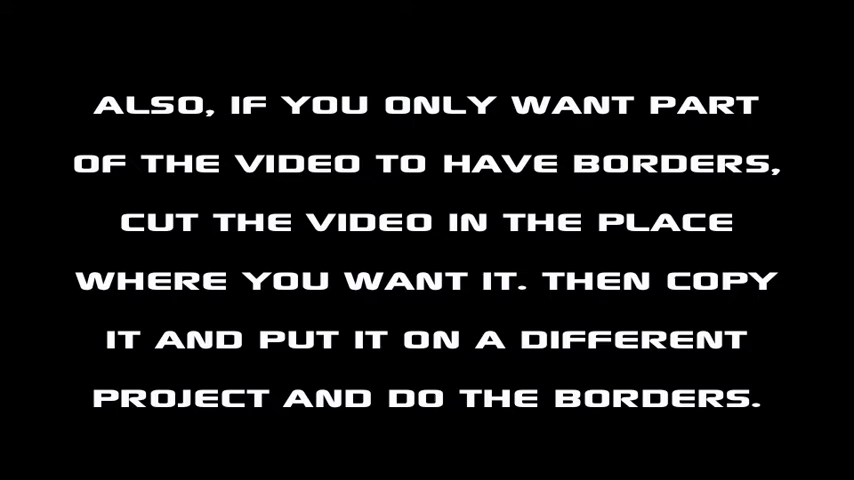 ALSO, IF YOU ONLY WANT PART
OF THE VIDEO TO HAVE BORDERS,
CUT THE VIDEO IN THE PLACE
WHERE YOU WANT IT. THEN COPY
IT AND PUT IT ON A DIFFERENT
PROJECT AND DO THE BORDERS.